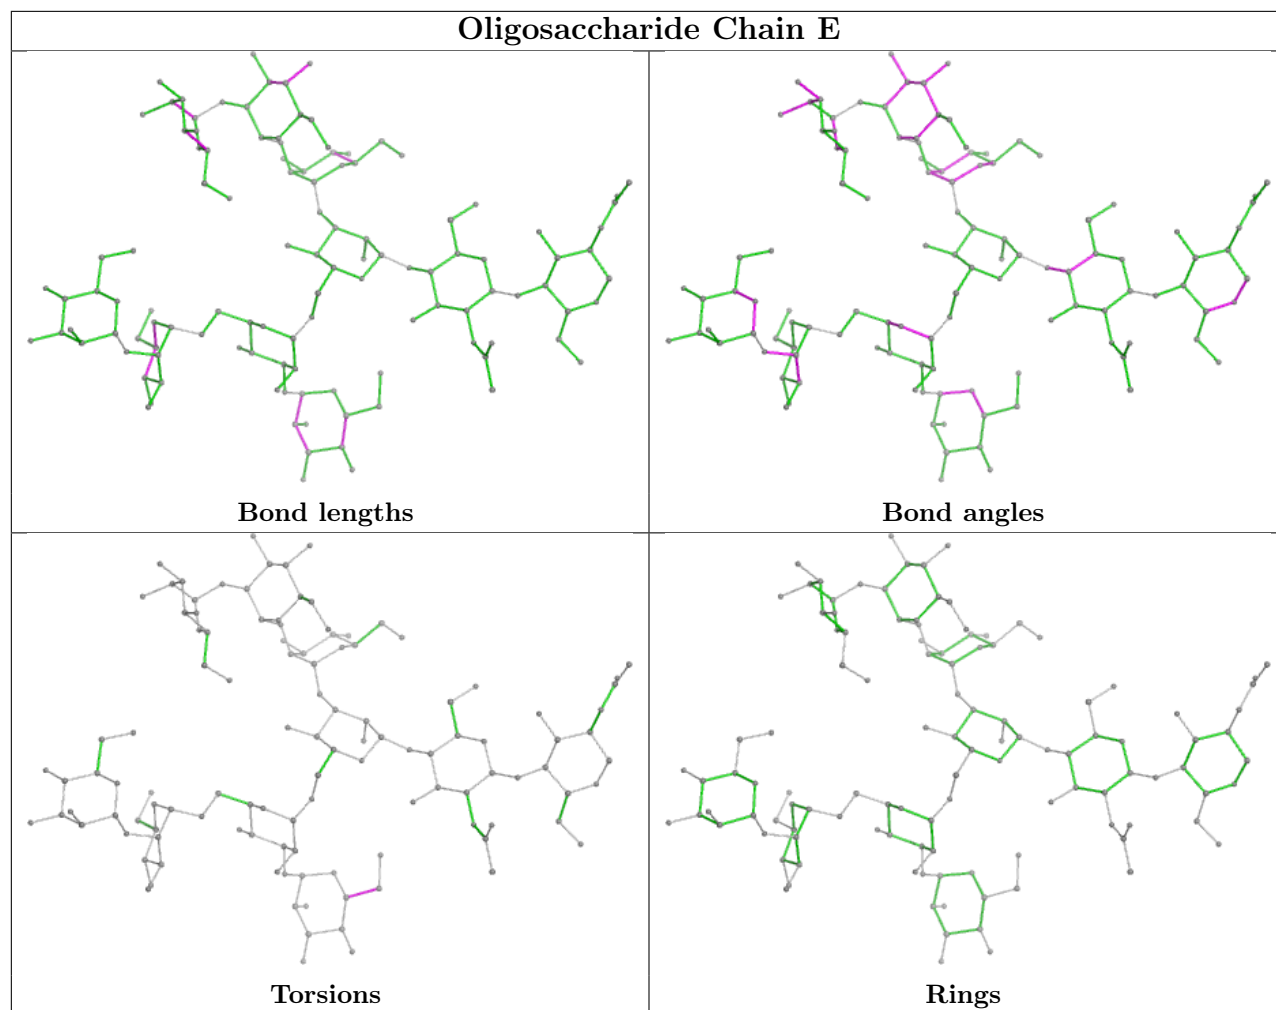 Oligosaccharide Chain E
Bond lengths
Bond angles
Torsions
Rings